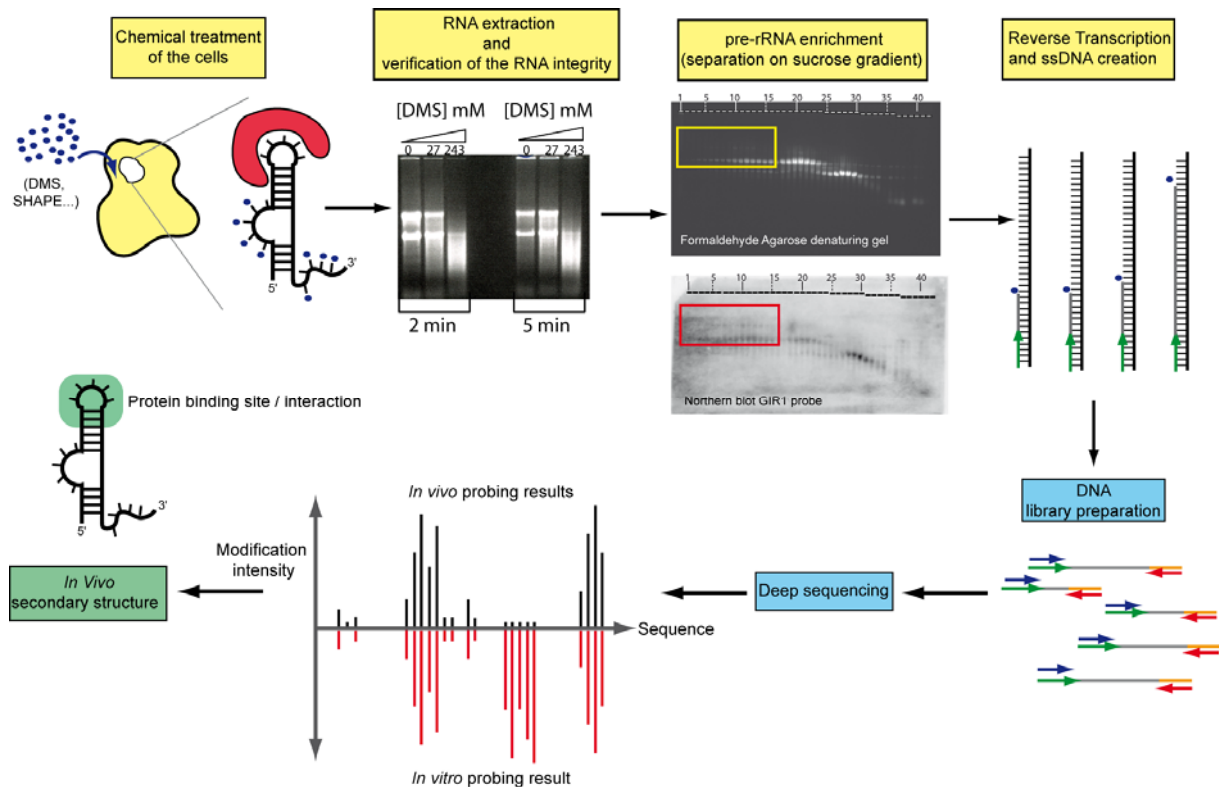 Chemical treatment
of the cells
RNA extraction
and
verification of the RNA integrity
pre-rRNA enrichment
(separation on sucrose gradient)
Reverse Transcription
and ssDNA creation
(DMS,
SHAPE...)
5'
3'
[DMS] mM
[DMS] mM
0 27 243
0 27 243
2 min
5 min
1 5 10 15 20 25 30 35 40
Formaldehyde Agarose denaturing gel
1 5 10 15 20 25 30 35 40
Northern blot GIR1 probe
Protein binding site / interaction
5'
3'
In Vivo
secondary structure
Modification
intensity
In vivo probing results
Sequence
In vitro probing result
Deep sequencing
DNA
library preparation